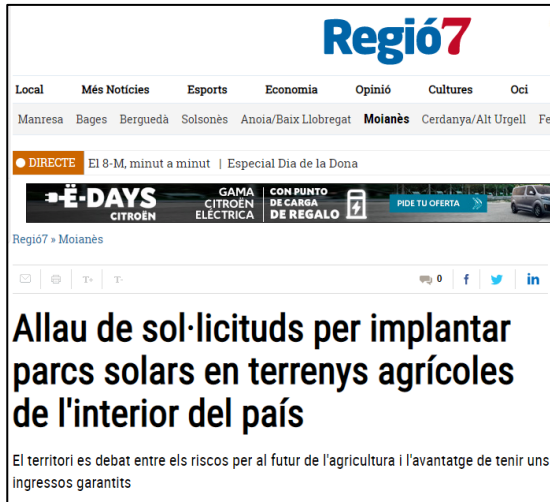 Regió7
Local Més Notícies Esports Economia Opinió Cultures Oci
Manresa Bages Berguedà Solsonès Anoia/Baix Llobregat Moianès Cerdanya/Alt Urgell
DIRECTE El 8-M, minut a minut | Especial Dia de la Dona
Ë-DAYS CITROËN GAMA CITROËN ELÉCTRICA CON PUNTO DE CARGA DE REGALO PIDE TU OFERTA
Regió7 » Moianès
T+ T- 0 f in
Allau de sol·licituds per implantar
parcs solars en terrenys agrícoles
de l'interior del país
El territori es debat entre els riscos per al futur de l'agricultura i l'avantatge de tenir uns
ingressos garantits